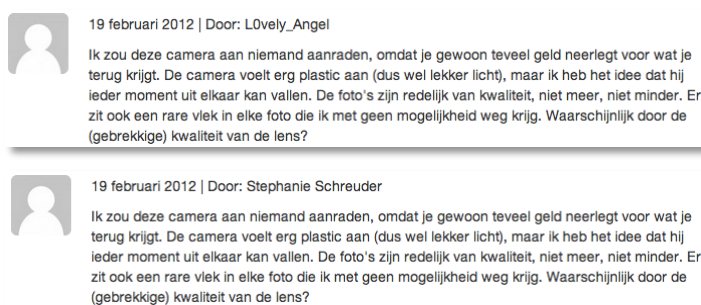 19 februari 2012 | Door: L0vely_Angel
Ik zou deze camera aan niemand aanraden, omdat je gewoon teveel geld neerlegt voor wat je
terug krijgt. De camera voelt erg plastic aan (dus wel lekker licht), maar ik heb het idee dat hij
ieder moment uit elkaar kan vallen. De foto's zijn redelijk van kwaliteit, niet meer, niet minder. Er
zit ook een rare vlek in elke foto die ik met geen mogelijkheid weg krijg. Waarschijnlijk door de
(gebrekkige) kwaliteit van de lens?
19 februari 2012 | Door: Stephanie Schreuder
Ik zou deze camera aan niemand aanraden, omdat je gewoon teveel geld neerlegt voor wat je
terug krijgt. De camera voelt erg plastic aan (dus wel lekker licht), maar ik heb het idee dat hij
ieder moment uit elkaar kan vallen. De foto's zijn redelijk van kwaliteit, niet meer, niet minder. Er
zit ook een rare vlek in elke foto die ik met geen mogelijkheid weg krijg. Waarschijnlijk door de
(gebrekkige) kwaliteit van de lens?